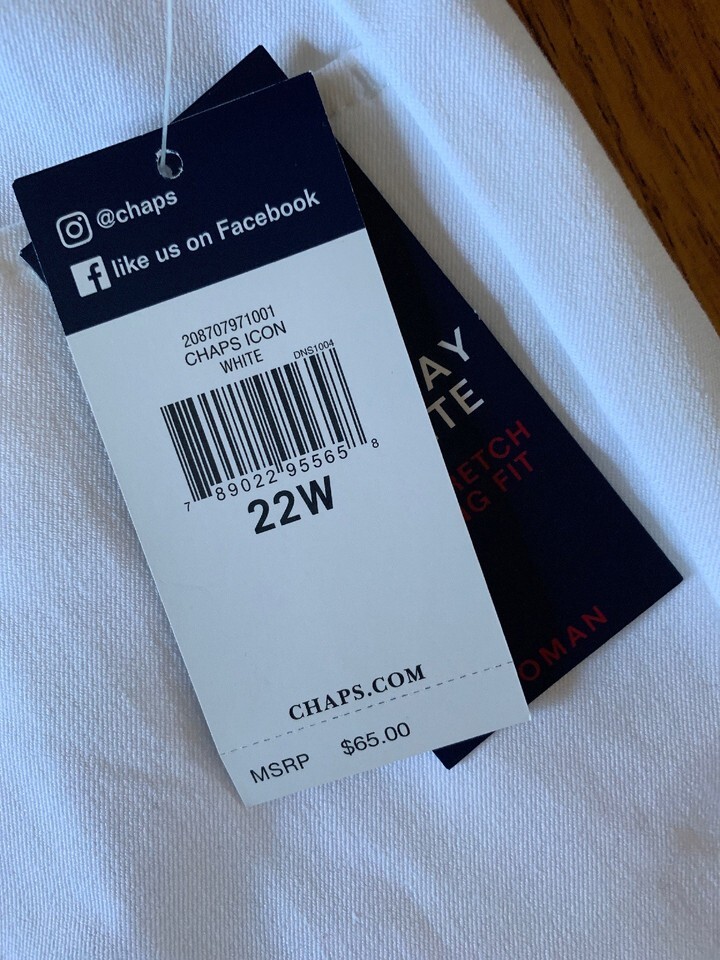 @chaps
like us on Facebook
208707971001
CHAPS ICON
WHITE
DNS1004
7 89022 95565 8
22W
CHAPS.COM
MSRP $65.00
AY
TE
RETCH
G FIT
OMAN